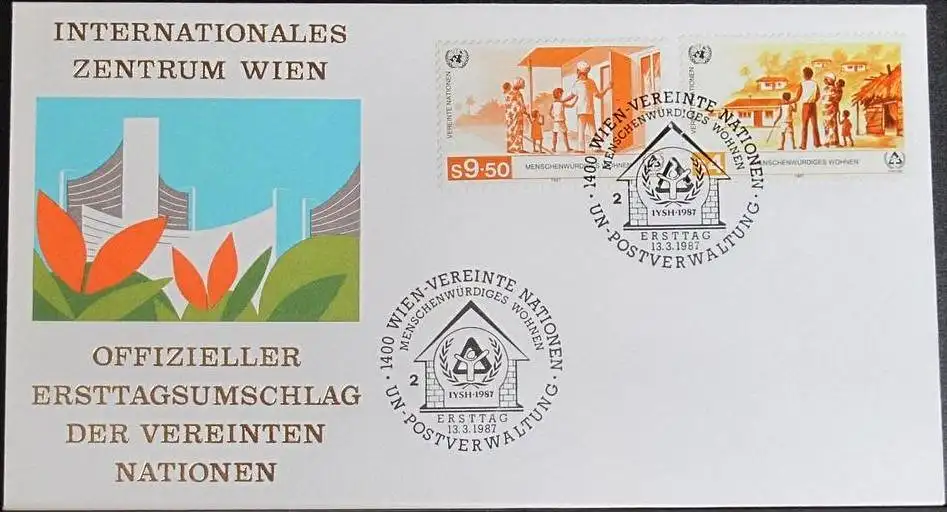 INTERNATIONALES
ZENTRUM WIEN
OFFIZIELLER
ERSTTAGSUMSCHLAG
DER VEREINTEN
NATIONEN
VEREINTE NATIONEN
S9·50
MENSCHENWÜRDIGES WOHNEN
1987
VEREINTE NATIONEN
MENSCHENWÜRDIGES WOHNEN
1987
1400 WIEN-VEREINTE NATIONEN
MENSCHENWÜRDIGES WOHNEN
2
IYSH·1987
ERSTTAG
13.3.1987
UN-POSTVERWALTUNG
1400 WIEN-VEREINTE NATIONEN
MENSCHENWÜRDIGES WOHNEN
2
IYSH·1987
ERSTTAG
13.3.1987
UN-POSTVERWALTUNG